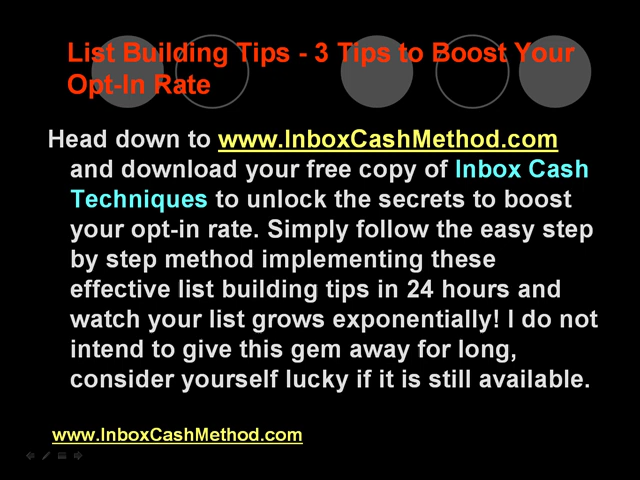 List Building Tips - 3 Tips to Boost Your
Opt-In Rate
Head down to www.InboxCashMethod.com
and download your free copy of Inbox Cash
Techniques to unlock the secrets to boost
your opt-in rate. Simply follow the easy step
by step method implementing these
effective list building tips in 24 hours and
watch your list grows exponentially! I do not
intend to give this gem away for long,
consider yourself lucky if it is still available.
www.InboxCashMethod.com